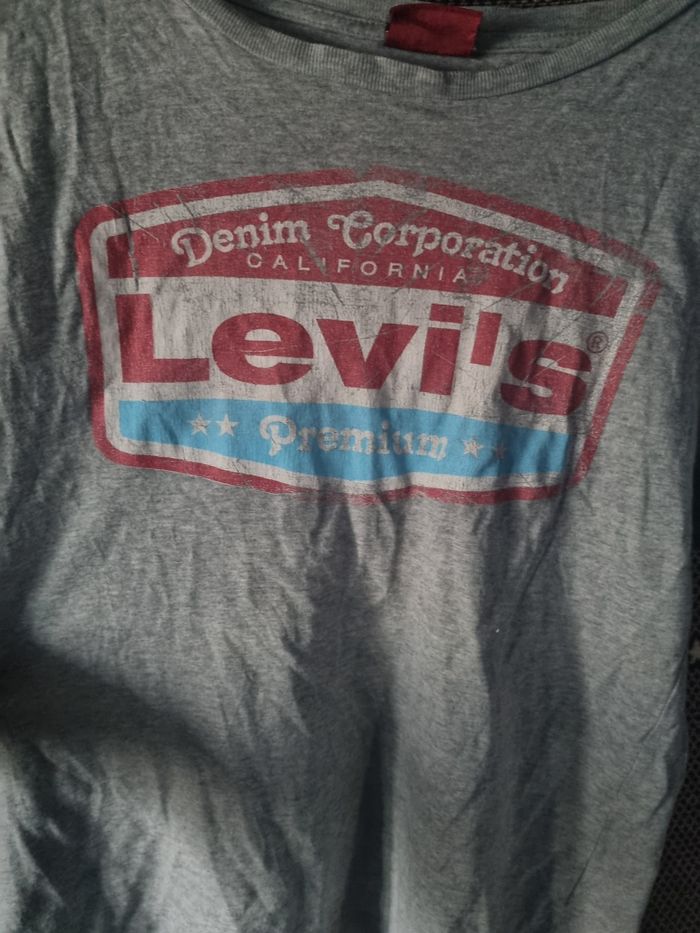 Denim Corporation
CALIFORNIA
Levi's®
★★ Premium ★★